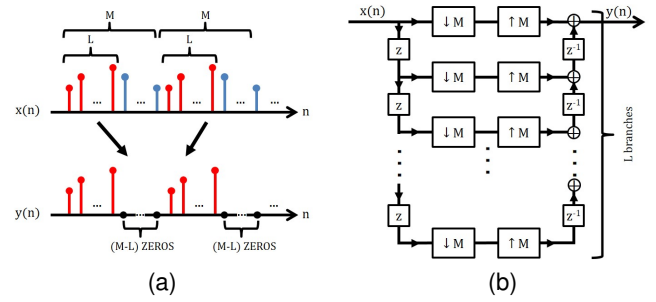 M
M
L
L
... ... ... ...
x(n)
n
y(n)
... ... ...
n
(M-L) ZEROS
(M-L) ZEROS
(a)
x(n)
↓ M
↑ M
y(n)
z
z⁻¹
↓ M
↑ M
z
z⁻¹
↓ M
↑ M
L branches
z
z⁻¹
↓ M
↑ M
(b)